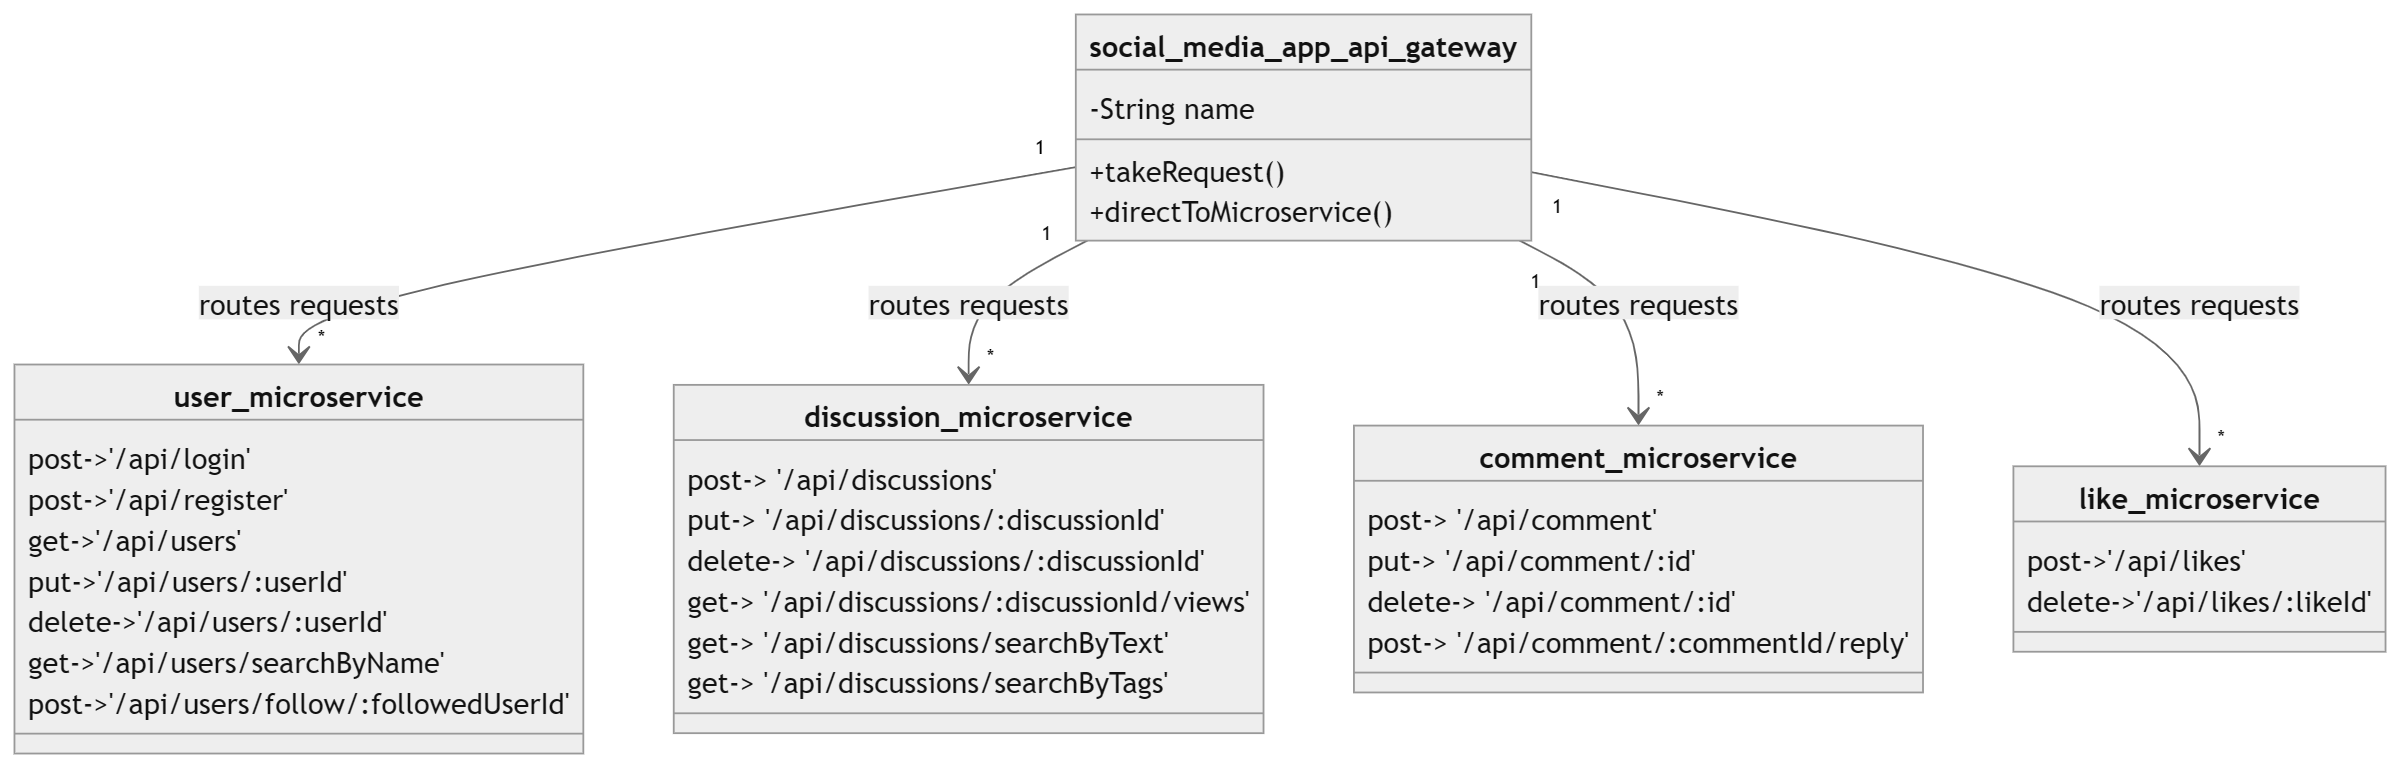 social_media_app_api_gateway
-String name
+takeRequest()
+directToMicroservice()
1
1
1
1
routes requests
routes requests
routes requests
routes requests
*
*
*
*
user_microservice
post->'/api/login'
post->'/api/register'
get->'/api/users'
put->'/api/users/:userId'
delete->'/api/users/:userId'
get->'/api/users/searchByName'
post->'/api/users/follow/:followedUserId'
discussion_microservice
post-> '/api/discussions'
put-> '/api/discussions/:discussionId'
delete-> '/api/discussions/:discussionId'
get-> '/api/discussions/:discussionId/views'
get-> '/api/discussions/searchByText'
get-> '/api/discussions/searchByTags'
comment_microservice
post-> '/api/comment'
put-> '/api/comment/:id'
delete-> '/api/comment/:id'
post-> '/api/comment/:commentId/reply'
like_microservice
post->'/api/likes'
delete->'/api/likes/:likeId'